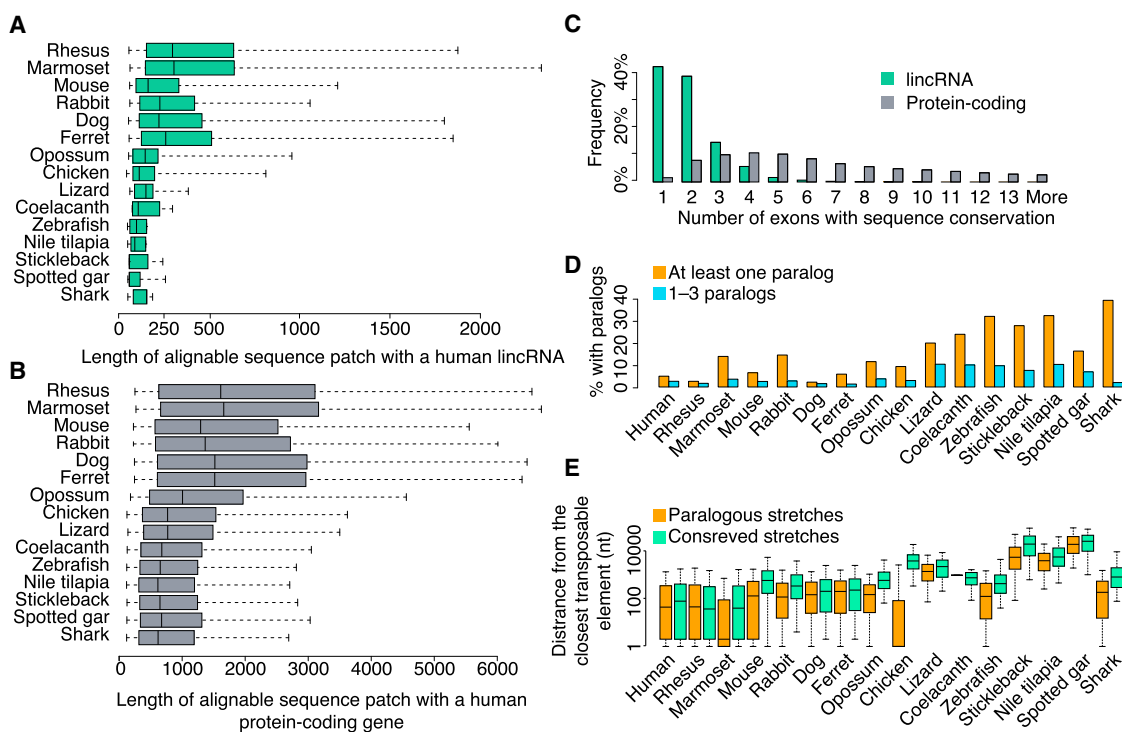 A
Rhesus
Marmoset
Mouse
Rabbit
Dog
Ferret
Opossum
Chicken
Lizard
Coelacanth
Zebrafish
Nile tilapia
Stickleback
Spotted gar
Shark
0 250 500 1000 1500 2000
Length of alignable sequence patch with a human lincRNA
B
Rhesus
Marmoset
Mouse
Rabbit
Dog
Ferret
Opossum
Chicken
Lizard
Coelacanth
Zebrafish
Nile tilapia
Stickleback
Spotted gar
Shark
0 1000 2000 3000 4000 5000 6000
Length of alignable sequence patch with a human
protein-coding gene
C
Frequency
40%
20%
0%
lincRNA
Protein-coding
1 2 3 4 5 6 7 8 9 10 11 12 13 More
Number of exons with sequence conservation
D
% with paralogs
0 10 20 30 40
At least one paralog
1–3 paralogs
Human
Rhesus
Marmoset
Mouse
Rabbit
Dog
Ferret
Opossum
Chicken
Lizard
Coelacanth
Zebrafish
Stickleback
Nile tilapia
Spotted gar
Shark
E
Distance from the
closest transposable
element (nt)
1 100 10000
Paralogous stretches
Consreved stretches
Human
Rhesus
Marmoset
Mouse
Rabbit
Dog
Ferret
Opossum
Chicken
Lizard
Coelacanth
Zebrafish
Stickleback
Nile tilapia
Spotted gar
Shark